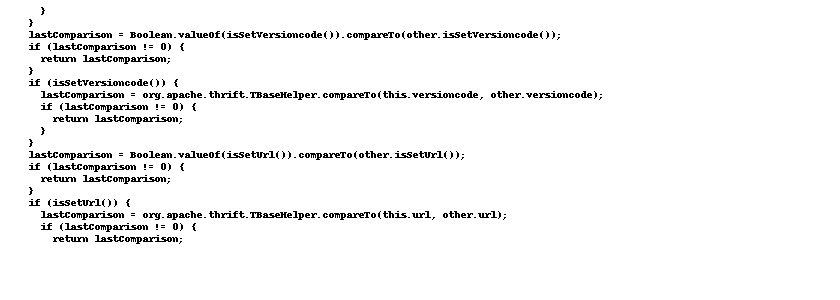 }
    }
    lastComparison = Boolean.valueOf(isSetVersioncode()).compareTo(other.isSetVersioncode());
    if (lastComparison != 0) {
      return lastComparison;
    }
    if (isSetVersioncode()) {
      lastComparison = org.apache.thrift.TBaseHelper.compareTo(this.versioncode, other.versioncode);
      if (lastComparison != 0) {
        return lastComparison;
      }
    }
    lastComparison = Boolean.valueOf(isSetUrl()).compareTo(other.isSetUrl());
    if (lastComparison != 0) {
      return lastComparison;
    }
    if (isSetUrl()) {
      lastComparison = org.apache.thrift.TBaseHelper.compareTo(this.url, other.url);
      if (lastComparison != 0) {
        return lastComparison;